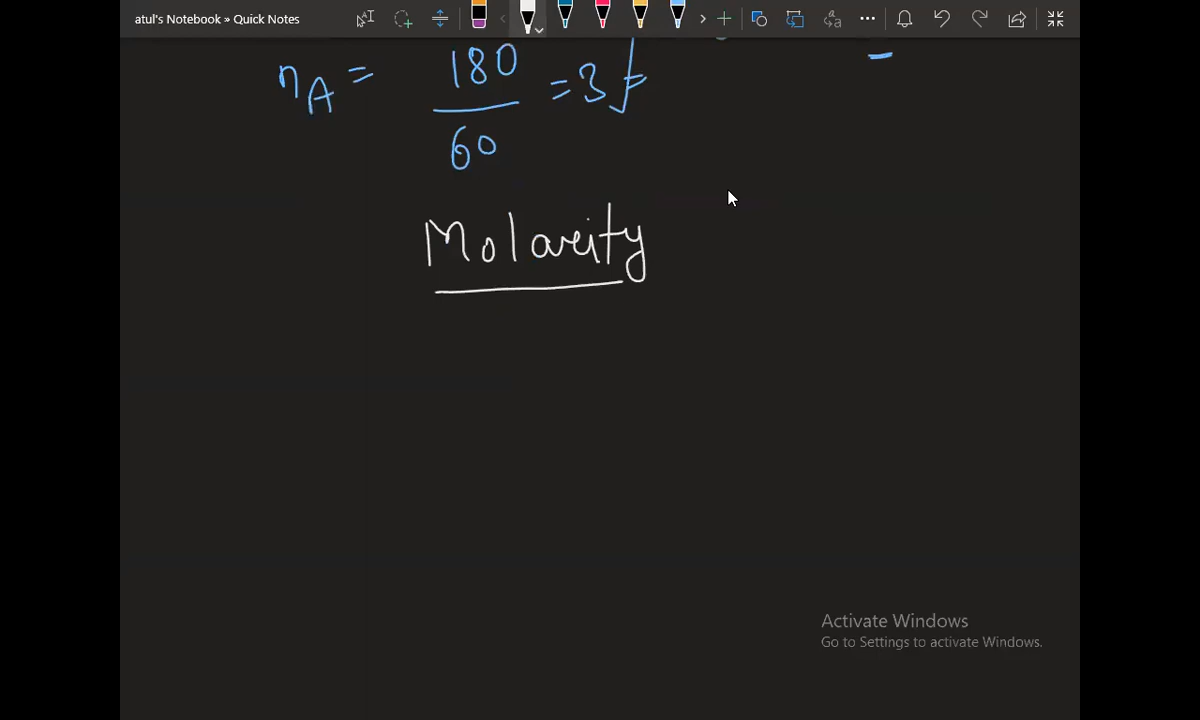 atul's Notebook » Quick Notes
nA = 180/60 = 3
Molarity
Activate Windows
Go to Settings to activate Windows.